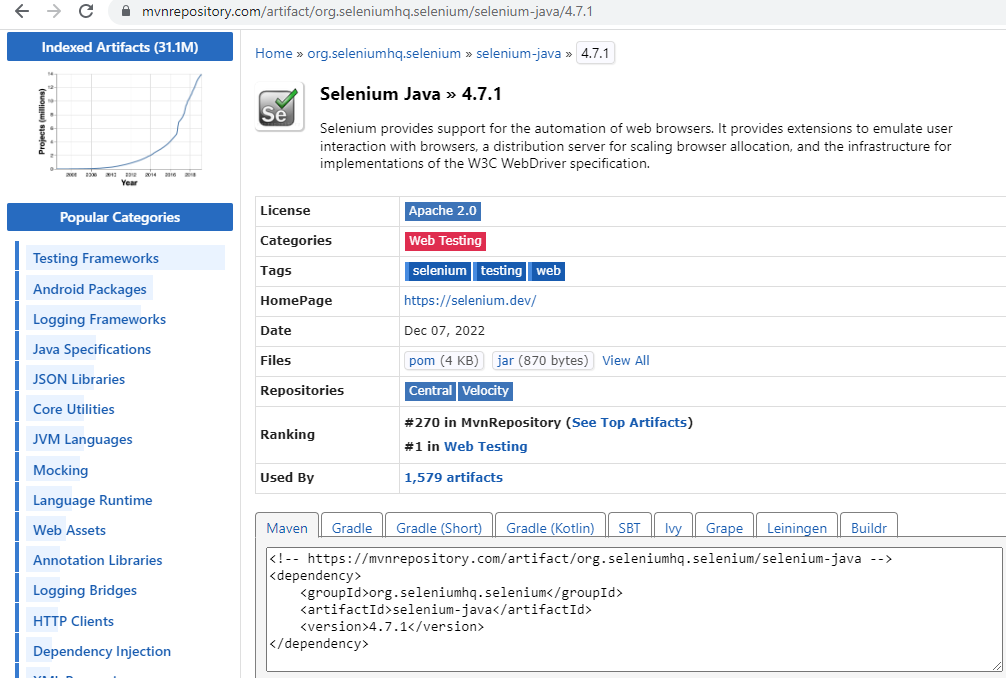 mvnrepository.com/artifact/org.seleniumhq.selenium/selenium-java/4.7.1
Indexed Artifacts (31.1M)
Projects (millions)
Year
Popular Categories
Testing Frameworks
Android Packages
Logging Frameworks
Java Specifications
JSON Libraries
Core Utilities
JVM Languages
Mocking
Language Runtime
Web Assets
Annotation Libraries
Logging Bridges
HTTP Clients
Dependency Injection
Home » org.seleniumhq.selenium » selenium-java » 4.7.1
Se
Selenium Java » 4.7.1
Selenium provides support for the automation of web browsers. It provides extensions to emulate user
interaction with browsers, a distribution server for scaling browser allocation, and the infrastructure for
implementations of the W3C WebDriver specification.
License Apache 2.0
Categories Web Testing
Tags selenium testing web
HomePage https://selenium.dev/
Date Dec 07, 2022
Files pom (4 KB) jar (870 bytes) View All
Repositories Central Velocity
Ranking #270 in MvnRepository (See Top Artifacts)
#1 in Web Testing
Used By 1,579 artifacts
Maven Gradle Gradle (Short) Gradle (Kotlin) SBT Ivy Grape Leiningen Buildr
<!-- https://mvnrepository.com/artifact/org.seleniumhq.selenium/selenium-java -->
<dependency>
    <groupId>org.seleniumhq.selenium</groupId>
    <artifactId>selenium-java</artifactId>
    <version>4.7.1</version>
</dependency>